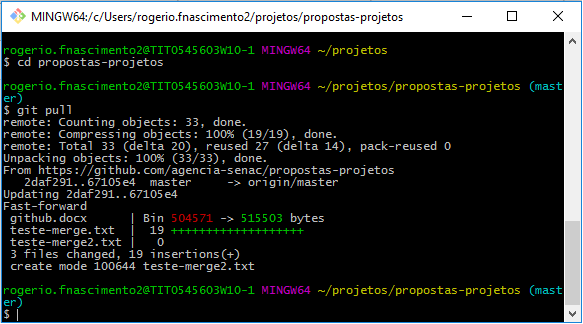 MINGW64:/c/Users/rogerio.fnascimento2/projetos/propostas-projetos
rogerio.fnascimento2@TIT0545603W10-1 MINGW64 ~/projetos
$ cd propostas-projetos
rogerio.fnascimento2@TIT0545603W10-1 MINGW64 ~/projetos/propostas-projetos (mast
er)
$ git pull
remote: Counting objects: 33, done.
remote: Compressing objects: 100% (19/19), done.
remote: Total 33 (delta 20), reused 27 (delta 14), pack-reused 0
Unpacking objects: 100% (33/33), done.
From https://github.com/agencia-senac/propostas-projetos
   2daf291..67105e4  master     -> origin/master
Updating 2daf291..67105e4
Fast-forward
 github.docx      | Bin 504571 -> 515503 bytes
 teste-merge.txt  |  19 +++++++++++++++++++
 teste-merge2.txt |   0
 3 files changed, 19 insertions(+)
 create mode 100644 teste-merge2.txt
rogerio.fnascimento2@TIT0545603W10-1 MINGW64 ~/projetos/propostas-projetos (mast
er)
$